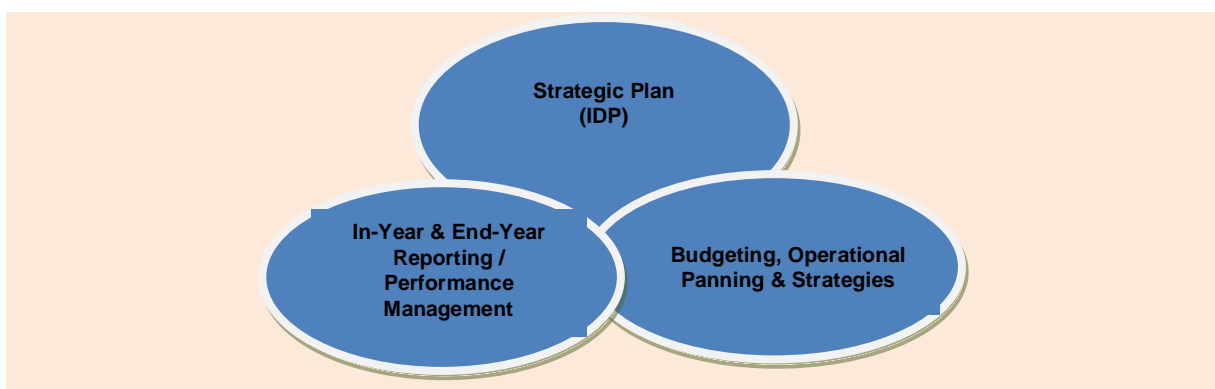 Strategic Plan
(IDP)
In-Year & End-Year
Reporting /
Performance
Management
Budgeting, Operational
Panning & Strategies